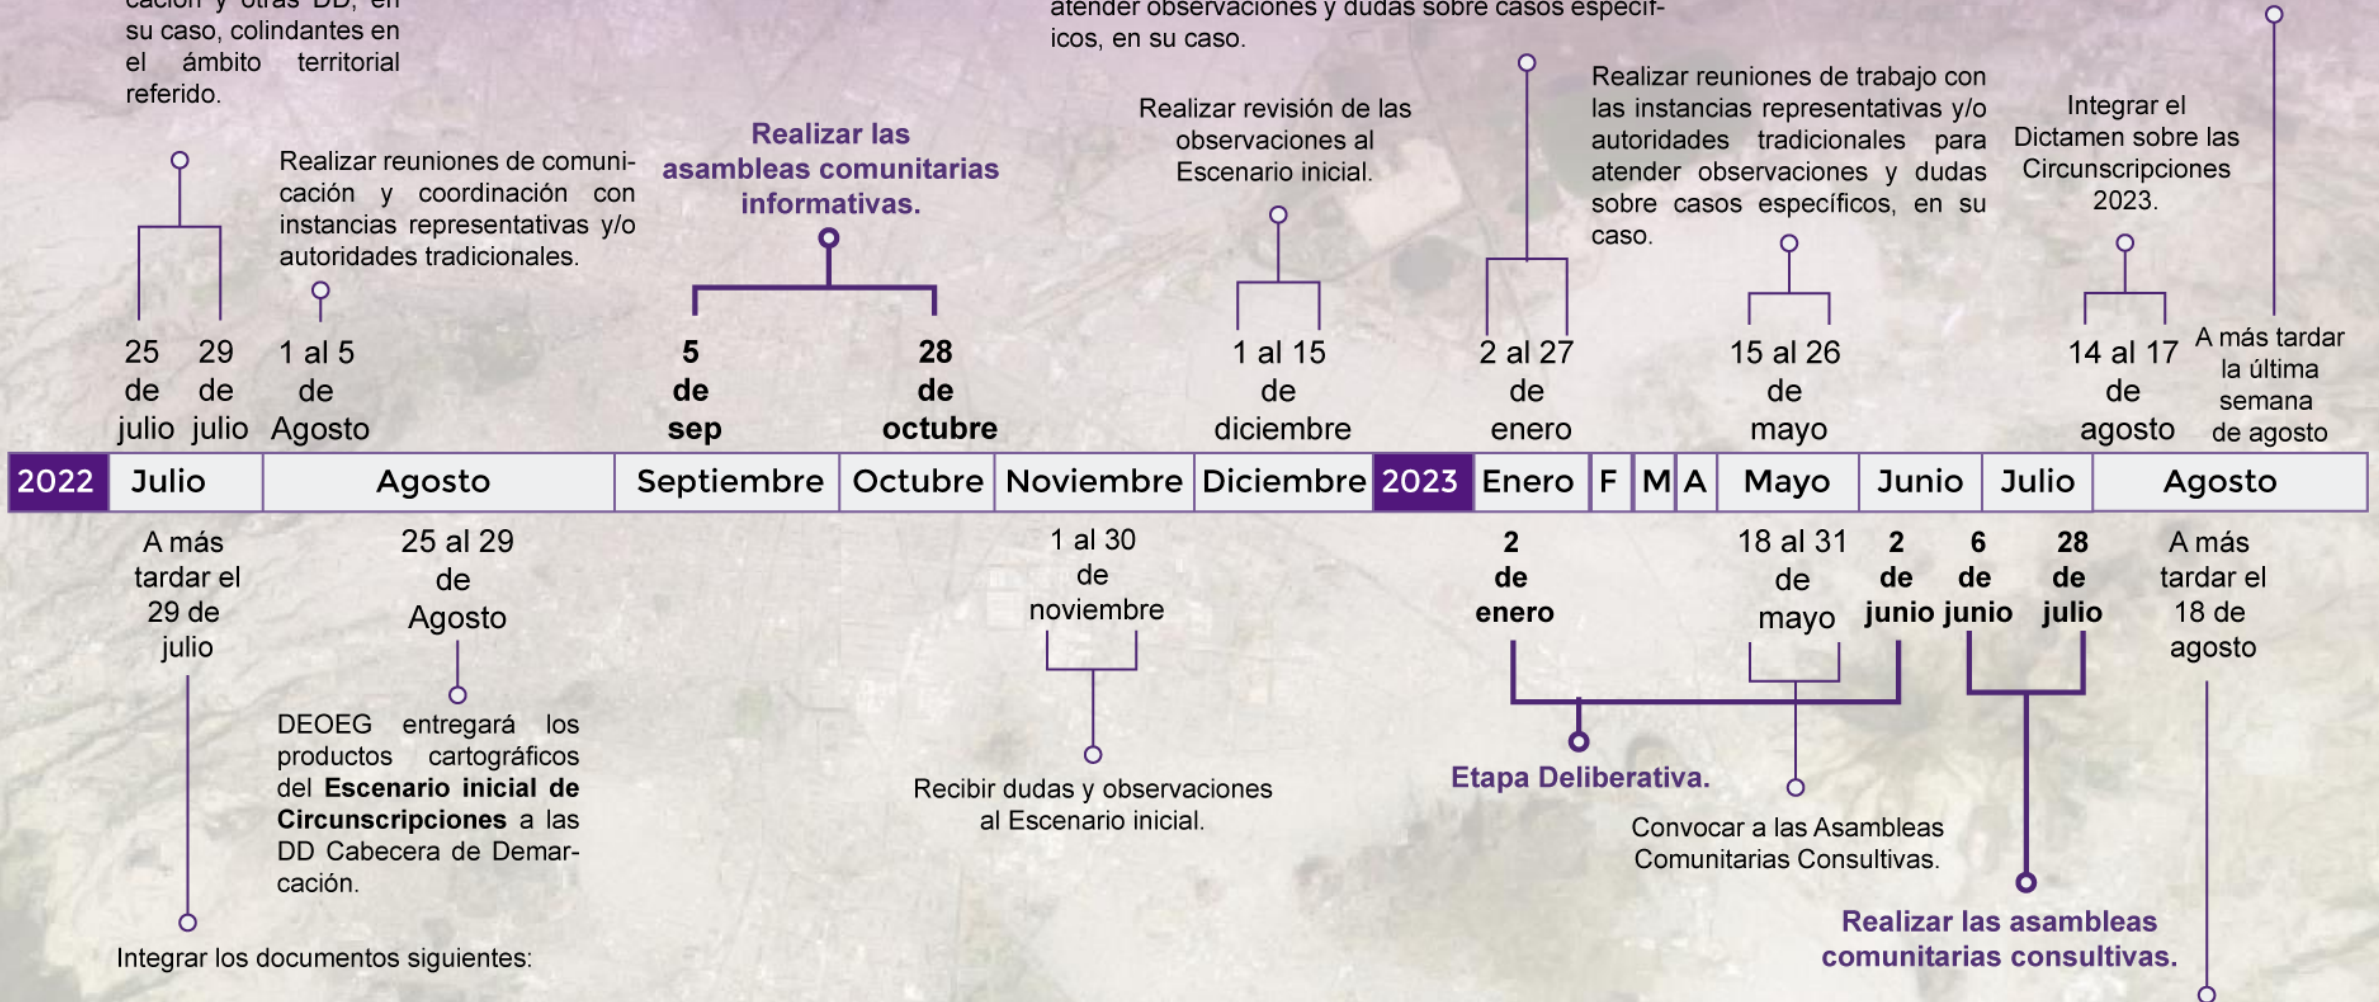 cación y otras DD, en
su caso, colindantes en
el ámbito territorial
referido.
atender observaciones y dudas sobre casos específ-
icos, en su caso.
Realizar reuniones de comuni-
cación y coordinación con
instancias representativas y/o
autoridades tradicionales.
Realizar las
asambleas comunitarias
informativas.
Realizar revisión de las
observaciones al
Escenario inicial.
Realizar reuniones de trabajo con
las instancias representativas y/o
autoridades tradicionales para
atender observaciones y dudas
sobre casos específicos, en su
caso.
Integrar el
Dictamen sobre las
Circunscripciones
2023.
25
de
julio
29
de
julio
1 al 5
de
Agosto
5
de
sep
28
de
octubre
1 al 15
de
diciembre
2 al 27
de
enero
15 al 26
de
mayo
14 al 17
de
agosto
A más tardar
la última
semana
de agosto
2022 Julio Agosto Septiembre Octubre Noviembre Diciembre 2023 Enero F M A Mayo Junio Julio Agosto
A más
tardar el
29 de
julio
Integrar los documentos siguientes:
25 al 29
de
Agosto
DEOEG entregará los
productos cartográficos
del Escenario inicial de
Circunscripciones a las
DD Cabecera de Demar-
cación.
1 al 30
de
noviembre
Recibir dudas y observaciones
al Escenario inicial.
2
de
enero
18 al 31
de
mayo
2
de
junio
6
de
junio
28
de
julio
A más
tardar el
18 de
agosto
Etapa Deliberativa.
Convocar a las Asambleas
Comunitarias Consultivas.
Realizar las asambleas
comunitarias consultivas.